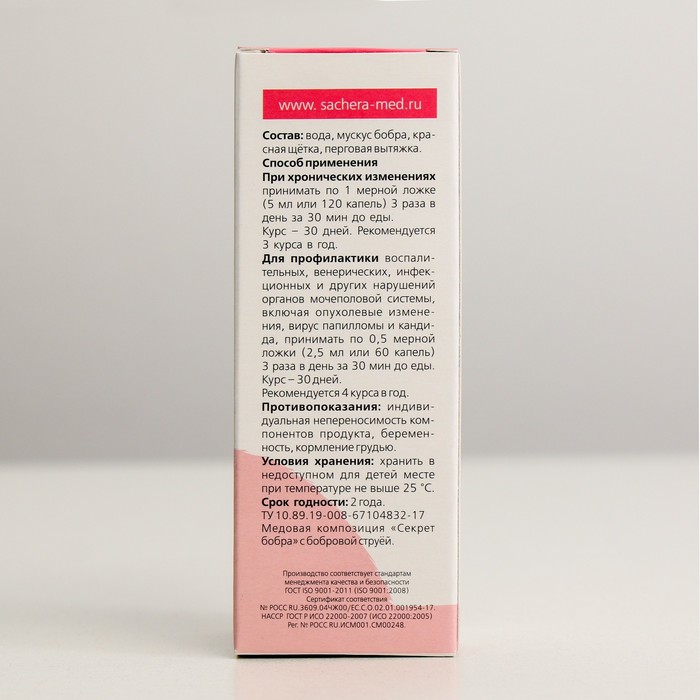 www. sachera-med.ru
Состав: вода, мускус бобра, кра-
сная щётка, перговая вытяжка.
Способ применения
При хронических изменениях
принимать по 1 мерной ложке
(5 мл или 120 капель) 3 раза в
день за 30 мин до еды.
Курс – 30 дней. Рекомендуется
3 курса в год.
Для профилактики воспали-
тельных, венерических, инфек-
ционных и других нарушений
органов мочеполовой системы,
включая опухолевые измене-
ния, вирус папилломы и канди-
да, принимать по 0,5 мерной
ложки (2,5 мл или 60 капель)
3 раза в день за 30 мин до еды.
Курс – 30 дней.
Рекомендуется 4 курса в год.
Противопоказания: индиви-
дуальная непереносимость ком-
понентов продукта, беремен-
ность, кормление грудью.
Условия хранения: хранить в
недоступном для детей месте
при температуре не выше 25 °С.
Срок годности: 2 года.
ТУ 10.89.19-008-67104832-17
Медовая композиция «Секрет
бобра» с бобровой струёй.
Производство соответствует стандартам
менеджмента качества и безопасности
ГОСТ ISO 9001-2011 (ISO 9001:2008)
Сертификат соответствия
№ РОСС RU.3609.04ЧЖ00/ЕС.С.О.02.01.001954-17.
НАССР ГОСТ Р ИСО 22000-2007 (ИСО 22000:2005)
Рег. № РОСС RU.ИСМ001.СМ00248.